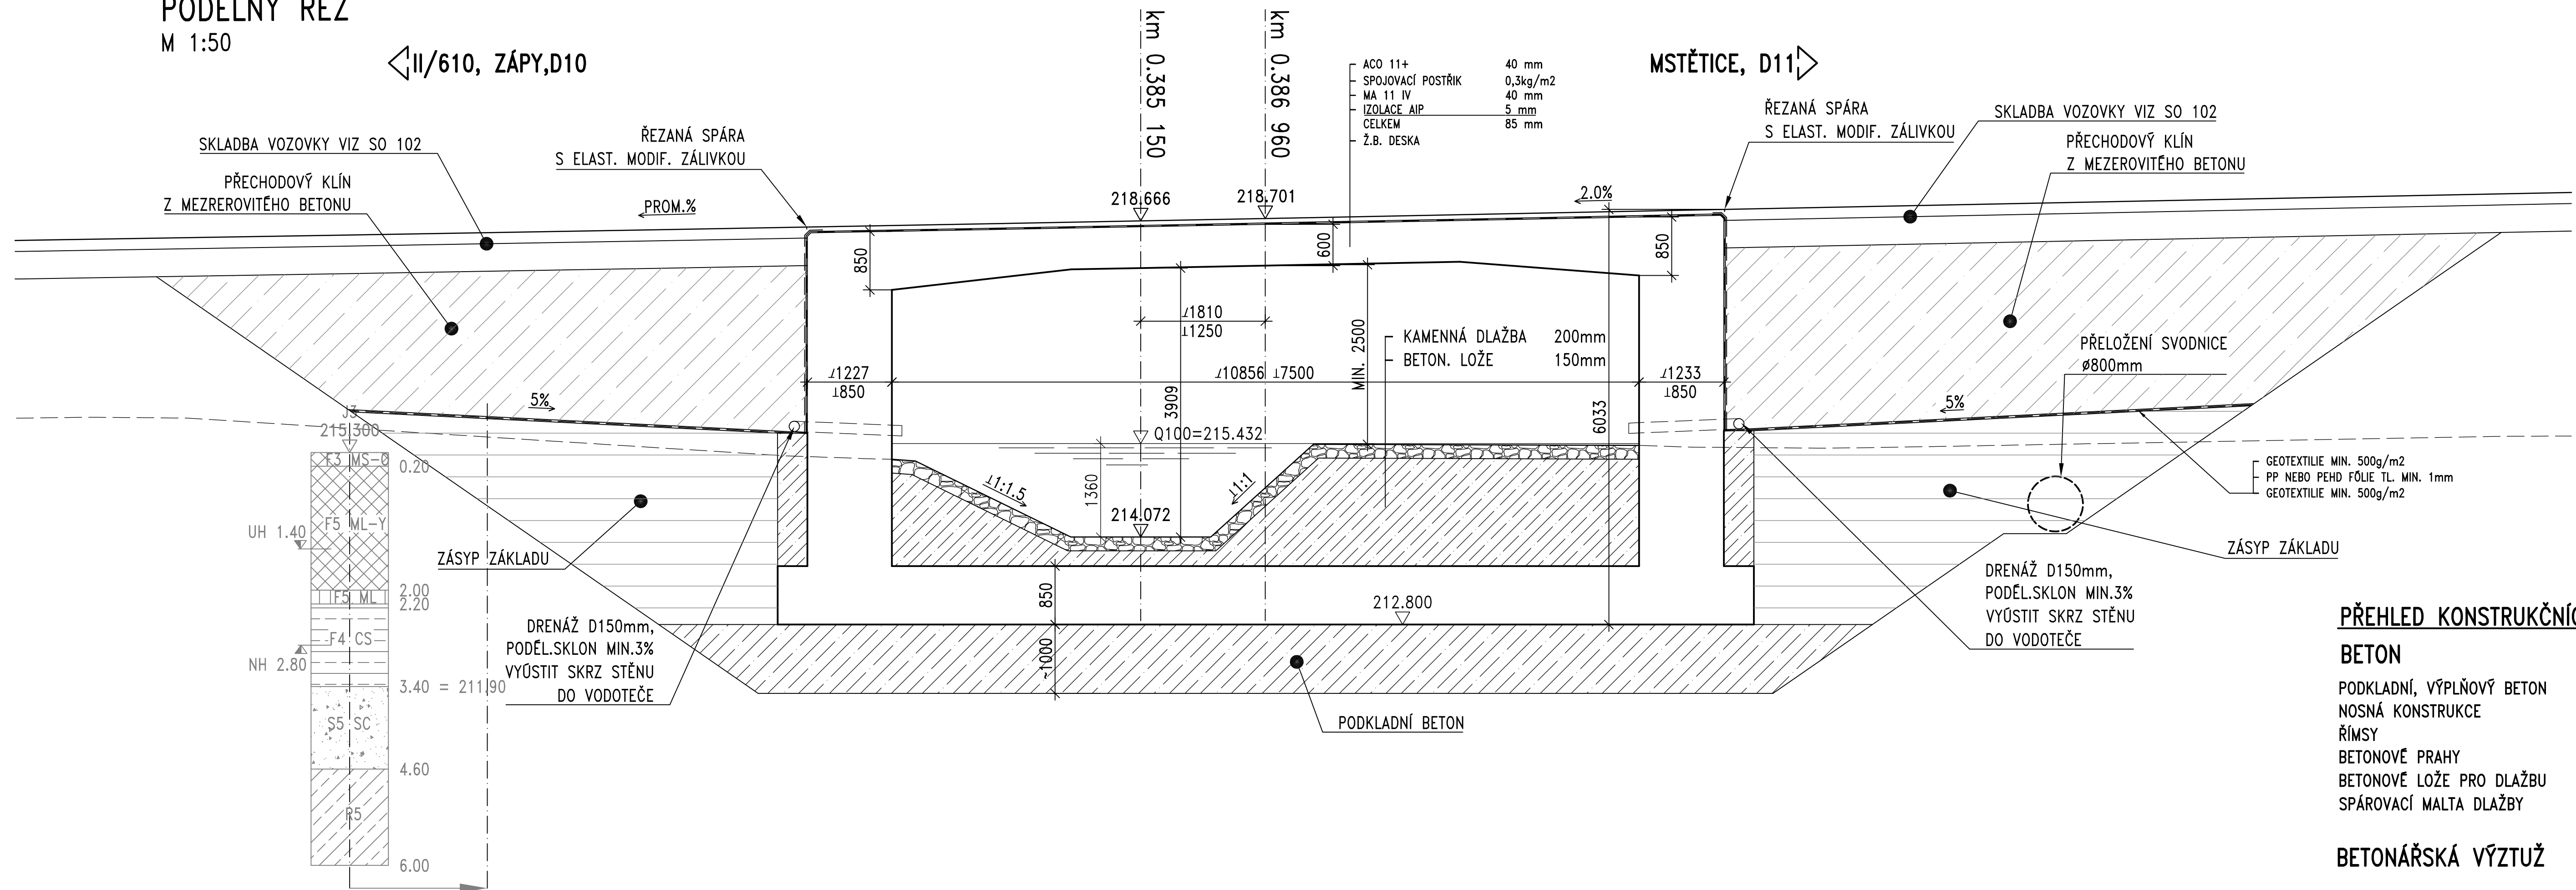 PODÉLNÝ ŘEZ
M 1:50
II/610, ZÁPY,D10
km 0.385 150
km 0.386 960
MSTĚTICE, D11
ACO 11+ 40 mm
SPOJOVACÍ POSTŘIK 0,3kg/m2
MA 11 IV 40 mm
IZOLACE AIP 5 mm
CELKEM 85 mm
Ž.B. DESKA
SKLADBA VOZOVKY VIZ SO 102
ŘEZANÁ SPÁRA
S ELAST. MODIF. ZÁLIVKOU
PŘECHODOVÝ KLÍN
Z MEZREROVITÉHO BETONU
PROM.%
218.666
218.701
2.0%
ŘEZANÁ SPÁRA
S ELAST. MODIF. ZÁLIVKOU
SKLADBA VOZOVKY VIZ SO 102
PŘECHODOVÝ KLÍN
Z MEZEROVITÉHO BETONU
850
600
850
1810
1250
MIN. 2500
KAMENNÁ DLAŽBA 200mm
BETON. LOŽE 150mm
PŘELOŽENÍ SVODNICE
ø800mm
1227
850
10856 7500
1233
850
3909
6033
5%
5%
J3
215.300
Q100=215.432
F3 MS-O
0.20
F5 ML-Y
UH 1.40
1:1.5
1360
214.072
1:1
GEOTEXTILIE MIN. 500g/m2
PP NEBO PEHD FÓLIE TL. MIN. 1mm
GEOTEXTILIE MIN. 500g/m2
ZÁSYP ZÁKLADU
ZÁSYP ZÁKLADU
2.00
F5 ML
2.20
F4 CS
NH 2.80
3.40 = 211.90
S5 SC
4.60
R5
6.00
850
212.800
~1000
DRENÁŽ D150mm,
PODÉL.SKLON MIN.3%
VYÚSTIT SKRZ STĚNU
DO VODOTEČE
DRENÁŽ D150mm,
PODÉL.SKLON MIN.3%
VYÚSTIT SKRZ STĚNU
DO VODOTEČE
PODKLADNÍ BETON
PŘEHLED KONSTRUKČNÍC
BETON
PODKLADNÍ, VÝPLŇOVÝ BETON
NOSNÁ KONSTRUKCE
ŘÍMSY
BETONOVÉ PRAHY
BETONOVÉ LOŽE PRO DLAŽBU
SPÁROVACÍ MALTA DLAŽBY
BETONÁŘSKÁ VÝZTUŽ